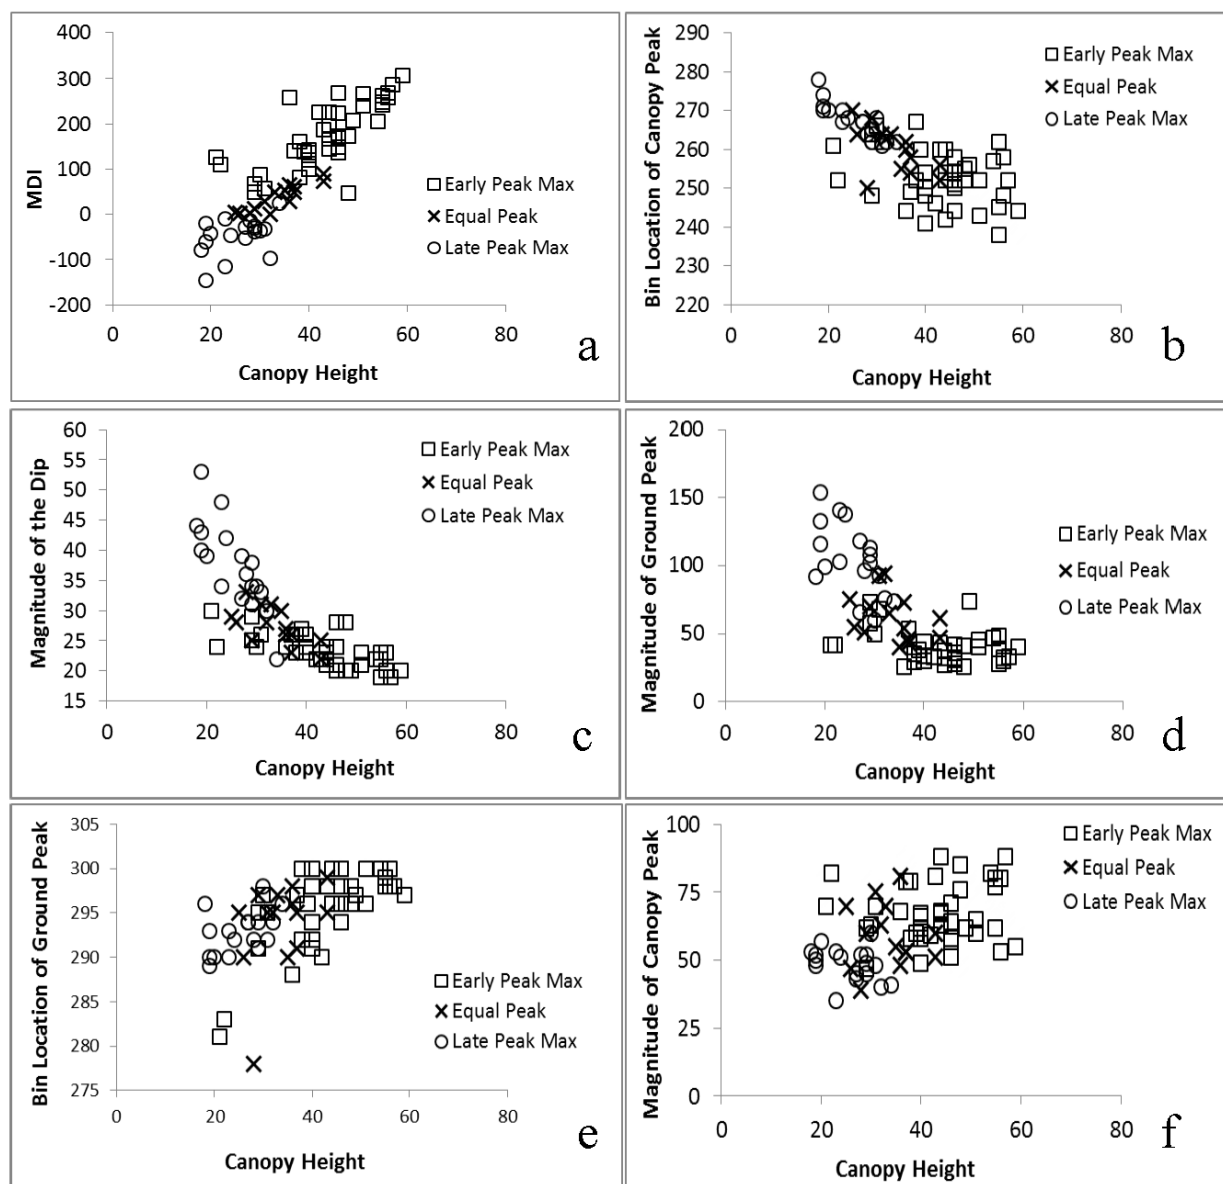 MDI
400
300
200
100
0
-100
-200
0 20 40 60 80
Canopy Height
Early Peak Max
Equal Peak
Late Peak Max
a
Bin Location of Canopy Peak
290
280
270
260
250
240
230
220
0 20 40 60 80
Canopy Height
Early Peak Max
Equal Peak
Late Peak Max
b
Magnitude of the Dip
60
55
50
45
40
35
30
25
20
15
0 20 40 60 80
Canopy Height
Early Peak Max
Equal Peak
Late Peak Max
c
Magnitude of Ground Peak
200
150
100
50
0
0 20 40 60 80
Canopy Height
Early Peak Max
Equal Peak
Late Peak Max
d
Bin Location of Ground Peak
305
300
295
290
285
280
275
0 20 40 60 80
Canopy Height
Early Peak Max
Equal Peak
Late Peak Max
e
Magnitude of Canopy Peak
100
75
50
25
0
0 20 40 60 80
Canopy Height
Early Peak Max
Equal Peak
Late Peak Max
f